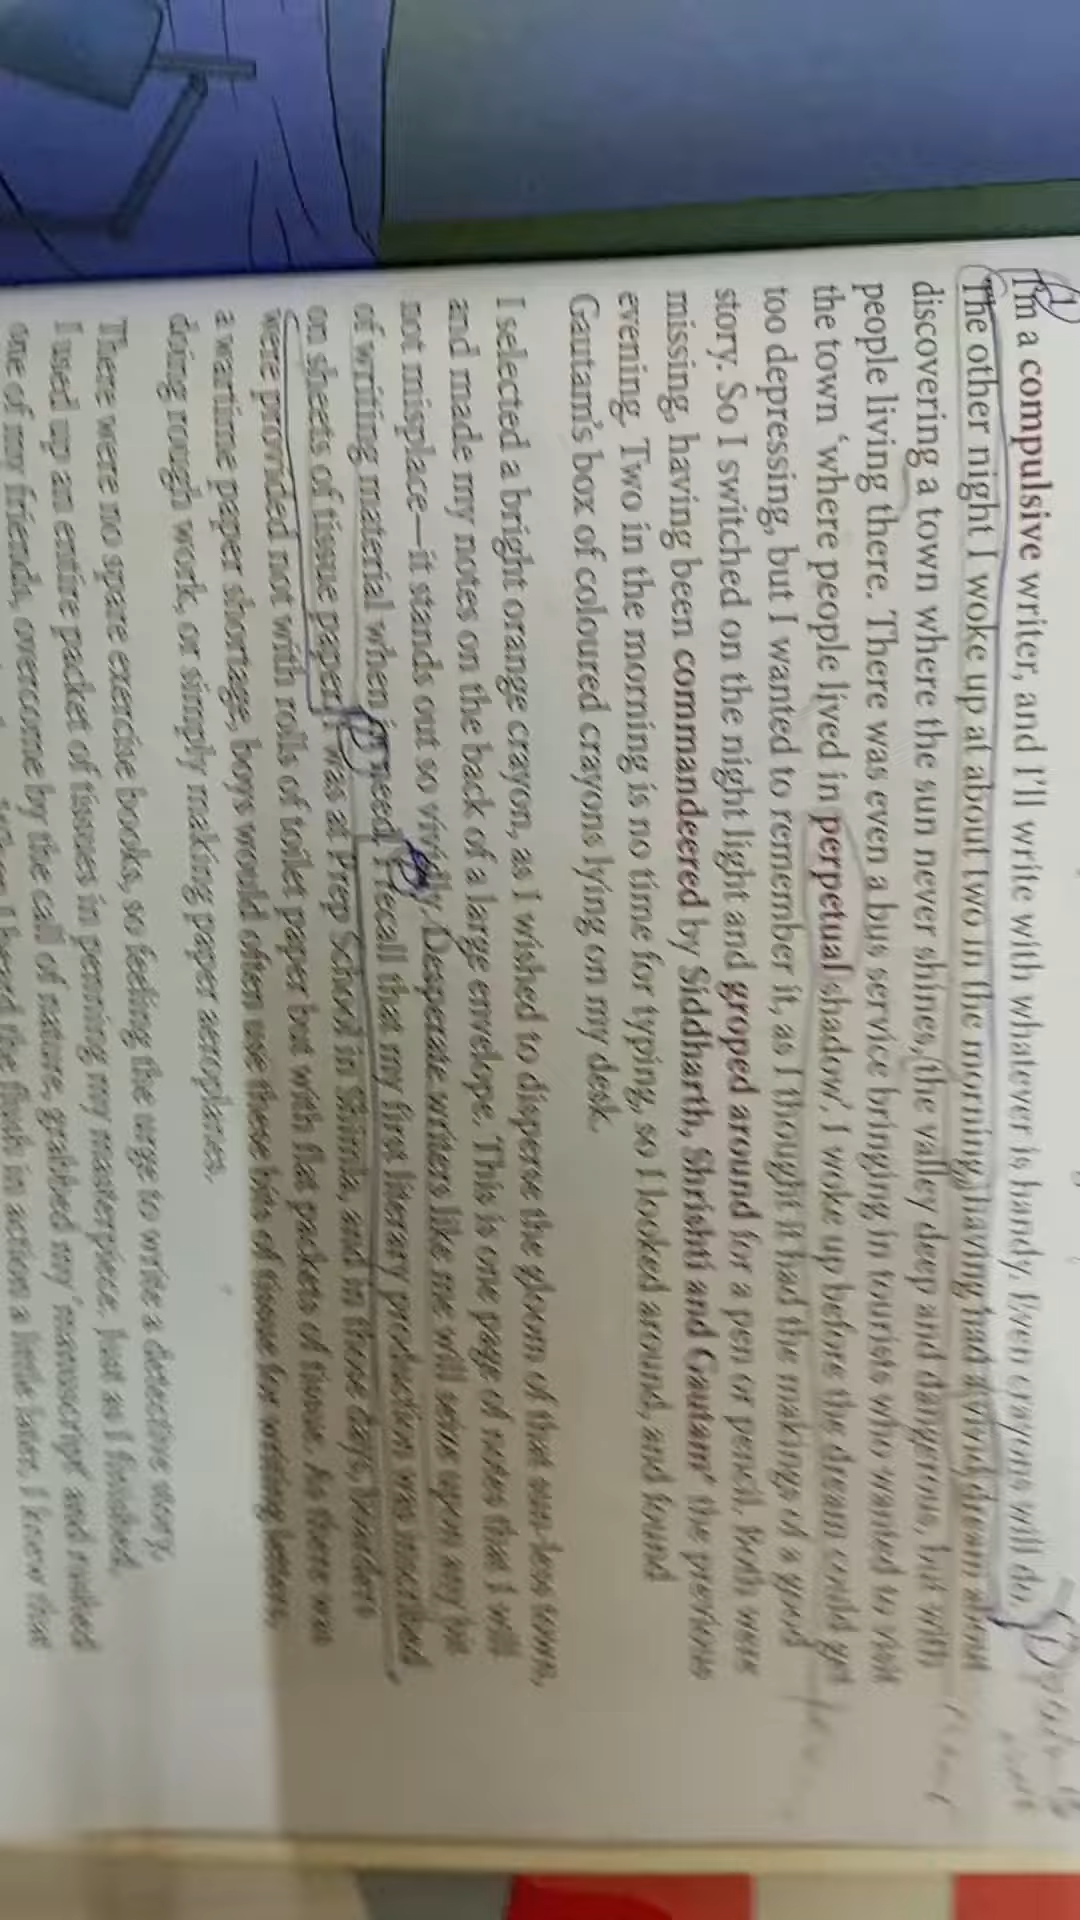 I'm a compulsive writer, and I'll write with whatever is handy. Even crayons will do.
The other night I woke up at about two in the morning, having had a vivid dream about
discovering a town where the sun never shines, the valley deep and dangerous, but with
people living there. There was even a bus service bringing in tourists who wanted to visit
the town 'where people lived in perpetual shadow'. I woke up before the dream could get
too depressing, but I wanted to remember it, as I thought it had the makings of a good
story. So I switched on the night light and groped around for a pen or pencil. Both were
missing, having been commandeered by Siddharth, Shrishti and Gautam* the previous
evening. Two in the morning is no time for typing, so I looked around, and found
Gautam's box of coloured crayons lying on my desk.
I selected a bright orange crayon, as I wished to disperse the gloom of that sun-less town,
and made my notes on the back of a large envelope. This is one page of notes that I will
not misplace—it stands out so vividly. Desperate writers like me will seize upon any bit
of writing material when in need. I recall that my first literary production was inscribed
on sheets of tissue paper. I was at Prep School in Shimla, and in those days, boarders
were provided not with rolls of toilet paper but with flat packets of tissue. As there was
a wartime paper shortage, boys would often use these bits of tissue for writing letters,
doing rough work, or simply making paper aeroplanes.
There were no spare exercise books, so feeling the urge to write a detective story,
I used up an entire packet of tissues in penning my masterpiece. Just as I finished,
one of my friends, overcome by the call of nature, grabbed my 'manuscript' and rushed
I heard the flush in action a little later, I knew that